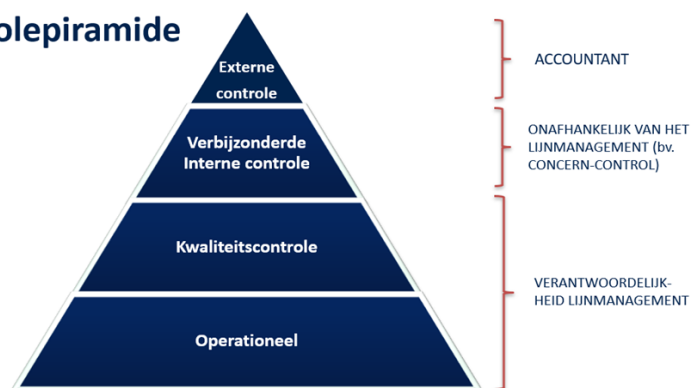 olepiramide
Externe
controle
ACCOUNTANT
Verbijzonderde
Interne controle
ONAFHANKELIJK VAN HET
LIJNMANAGEMENT (bv.
CONCERN-CONTROL)
Kwaliteitscontrole
VERANTWOORDELIJK-
HEID LIJNMANAGEMENT
Operationeel